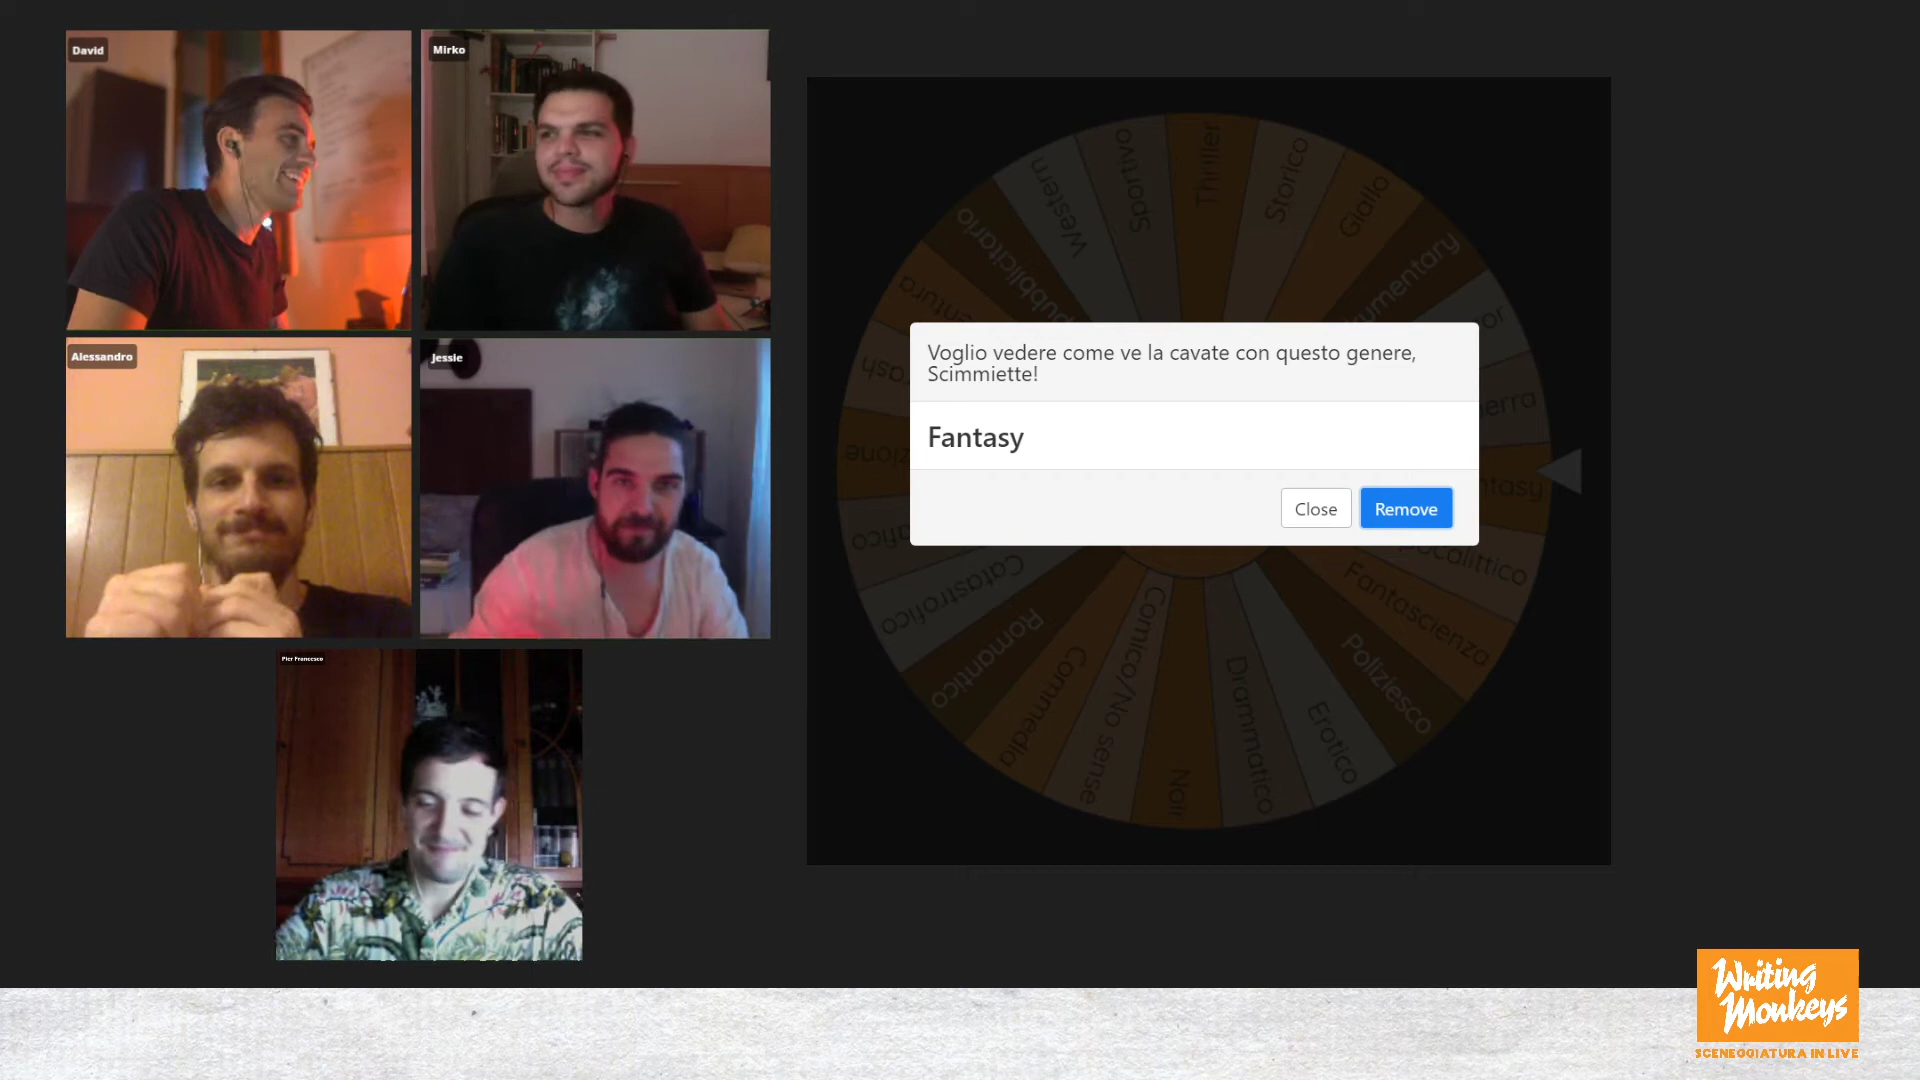 David
Mirko
Alessandro
Jessie
Pier Francesco
Voglio vedere come ve la cavate con questo genere,
Scimmiette!
Fantasy
Close
Remove
Western
Sportivo
Thriller
Storico
Giallo
Pubblicitario
Fantascienza
Poliziesco
Erotico
Drammatico
Noir
Comico/No sense
Commedia
Romantico
Catastrofico
Writing
Monkeys
SCENEGGIATURA IN LIVE